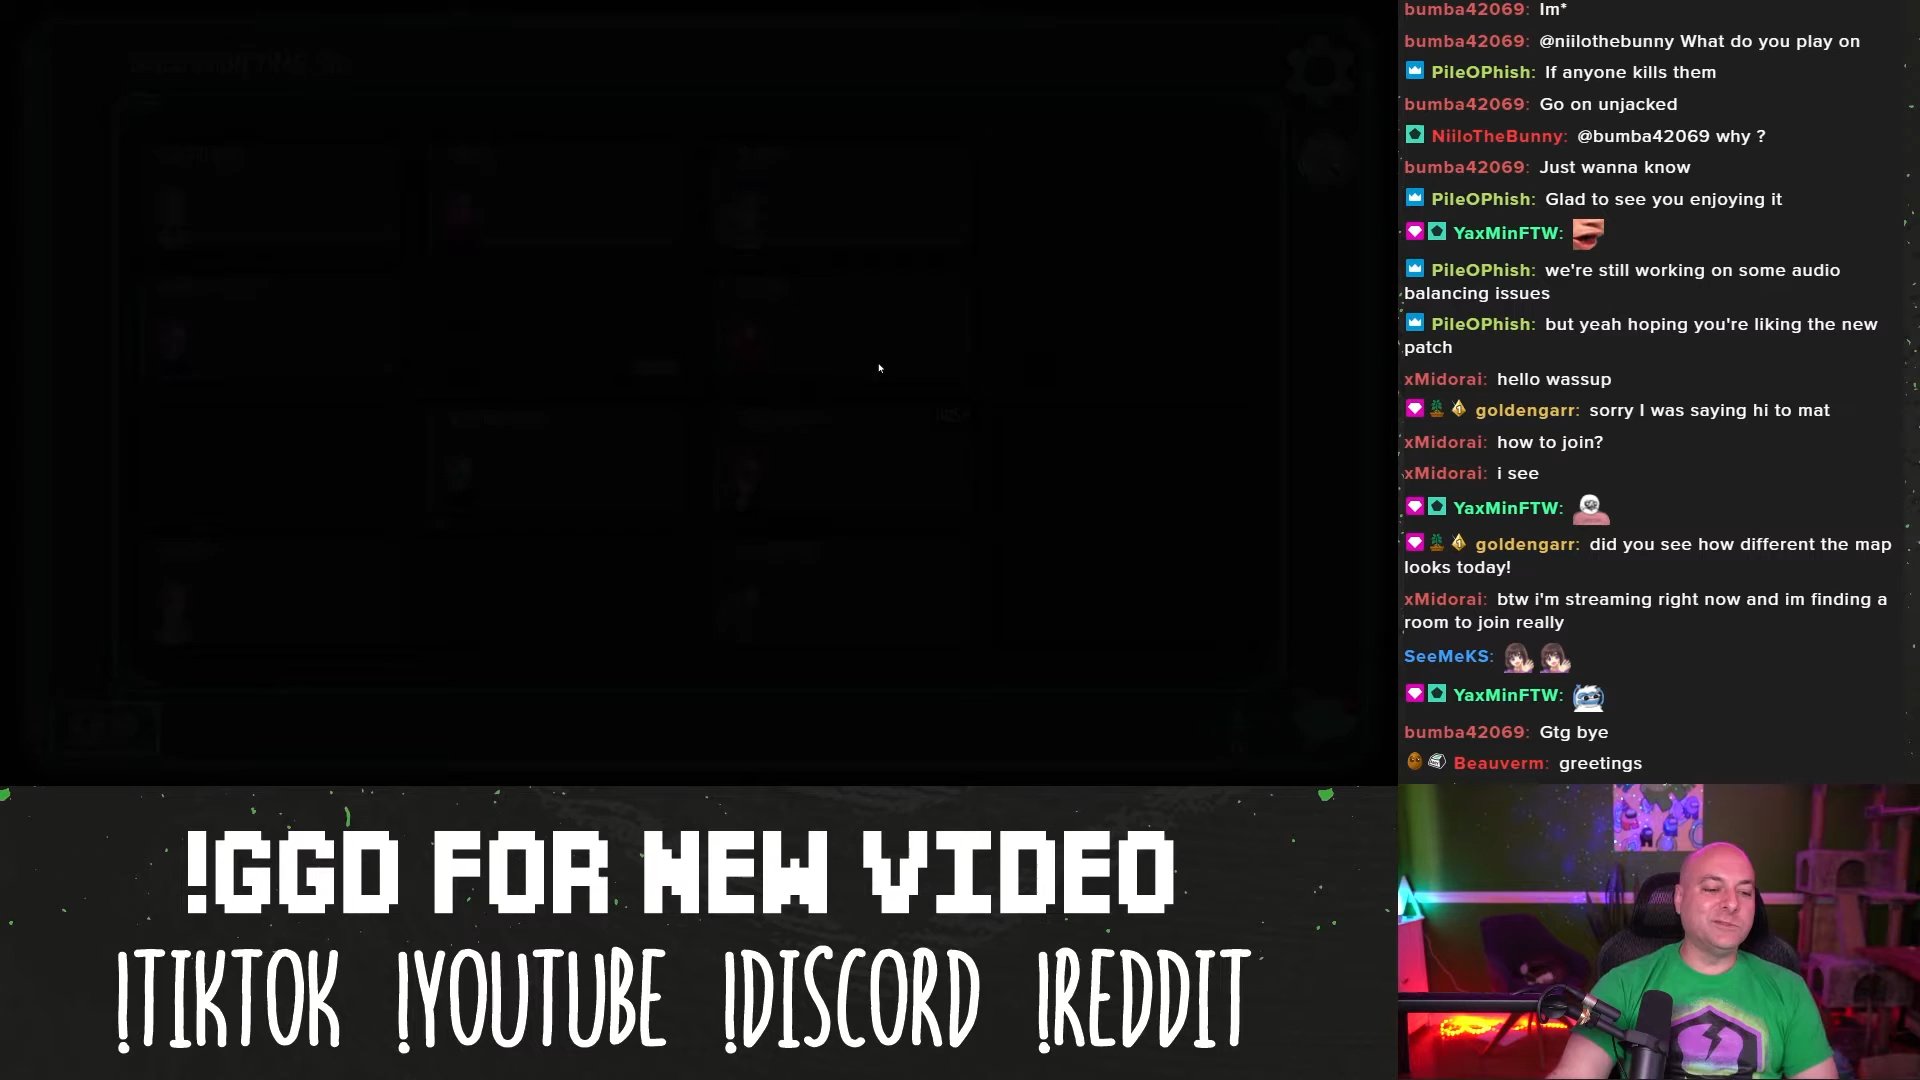 bumba42069: Im*
bumba42069: @niilothebunny What do you play on
PileOPhish: If anyone kills them
bumba42069: Go on unjacked
NiiloTheBunny: @bumba42069 why ?
bumba42069: Just wanna know
PileOPhish: Glad to see you enjoying it
YaxMinFTW:
PileOPhish: we're still working on some audio
balancing issues
PileOPhish: but yeah hoping you're liking the new
patch
xMidorai: hello wassup
goldengarr: sorry I was saying hi to mat
xMidorai: how to join?
xMidorai: i see
YaxMinFTW:
goldengarr: did you see how different the map
looks today!
xMidorai: btw i'm streaming right now and im finding a
room to join really
SeeMeKS:
YaxMinFTW:
bumba42069: Gtg bye
Beauverm: greetings
!GGD FOR NEW VIDEO
!TIKTOK !YOUTUBE !DISCORD !REDDIT